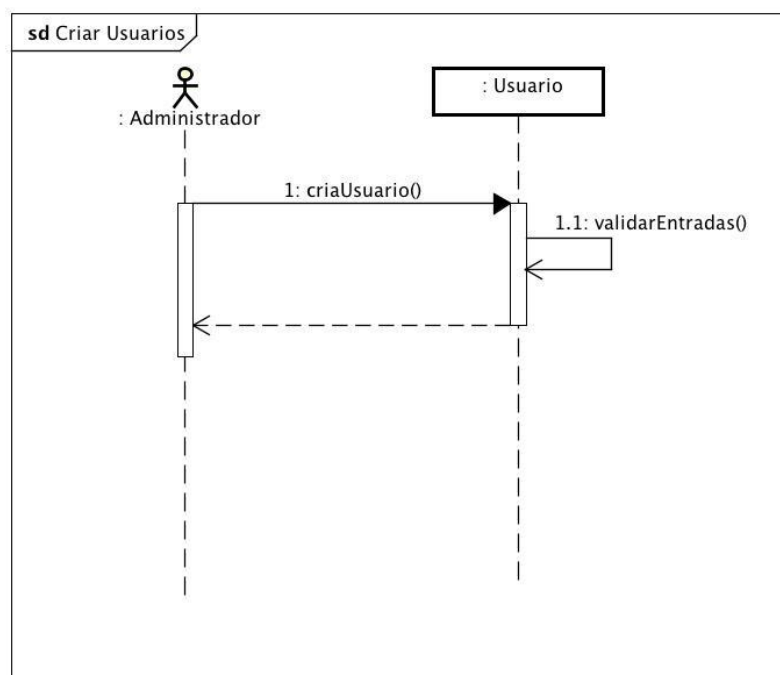 sd Criar Usuarios
: Administrador
: Usuario
1: criaUsuario()
1.1: validarEntradas()